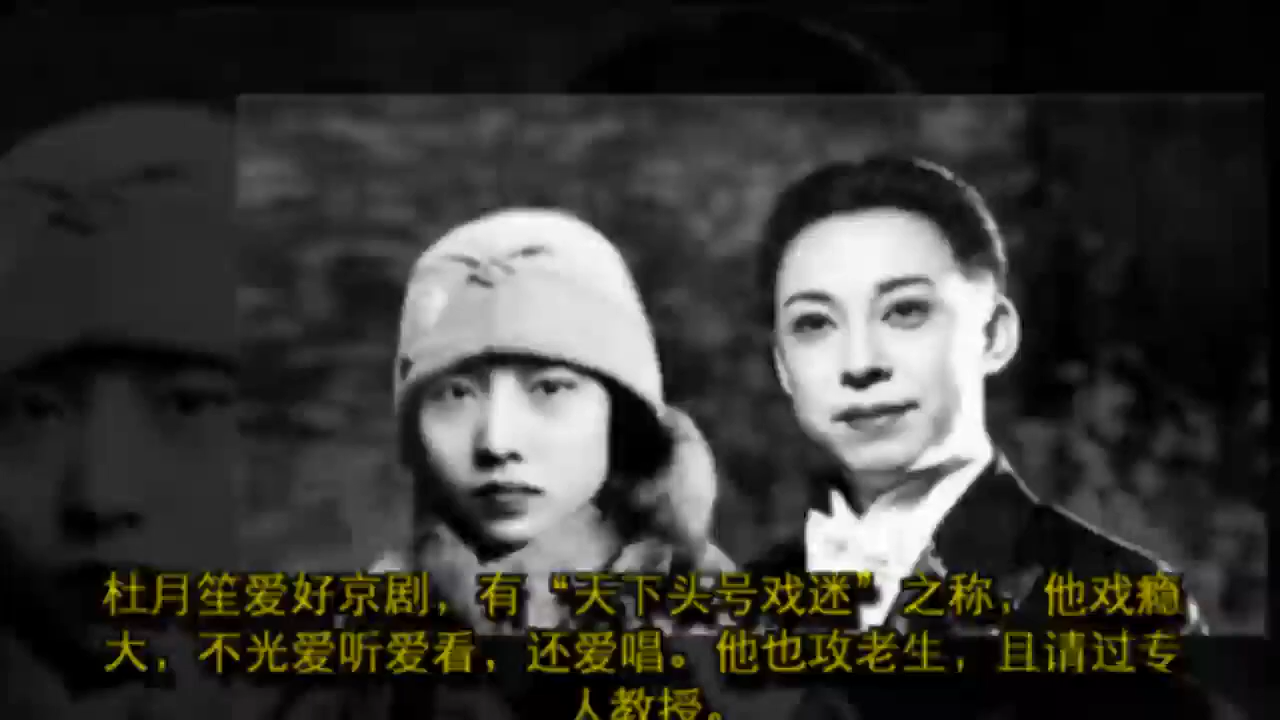 杜月笙爱好京剧，有“天下头号戏迷”之称，他戏瘾
大，不光爱听爱看，还爱唱。他也攻老生，且请过专
人教授。